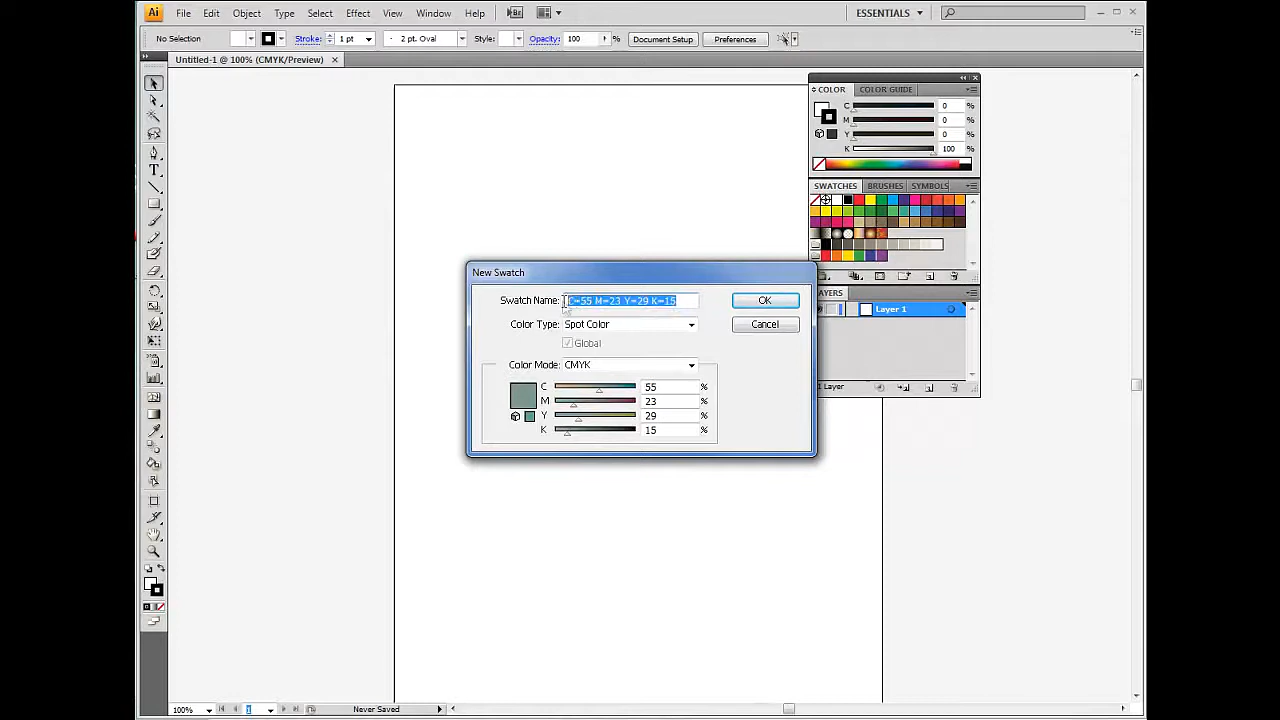 Ai File Edit Object Type Select Effect View Window Help Br ESSENTIALS
No Selection Stroke: 1 pt 2 pt. Oval Style: Opacity: 100 % Document Setup Preferences
Untitled-1 @ 100% (CMYK/Preview)
COLOR COLOR GUIDE
C 0 %
M 0 %
Y 0 %
K 100 %
SWATCHES BRUSHES SYMBOLS
New Swatch
Swatch Name: C=55 M=23 Y=29 K=15 OK
Color Type: Spot Color Cancel
Global
Color Mode: CMYK
C 55 %
M 23 %
Y 29 %
K 15 %
AYERS
Layer 1
Layer
100% 1 Never Saved